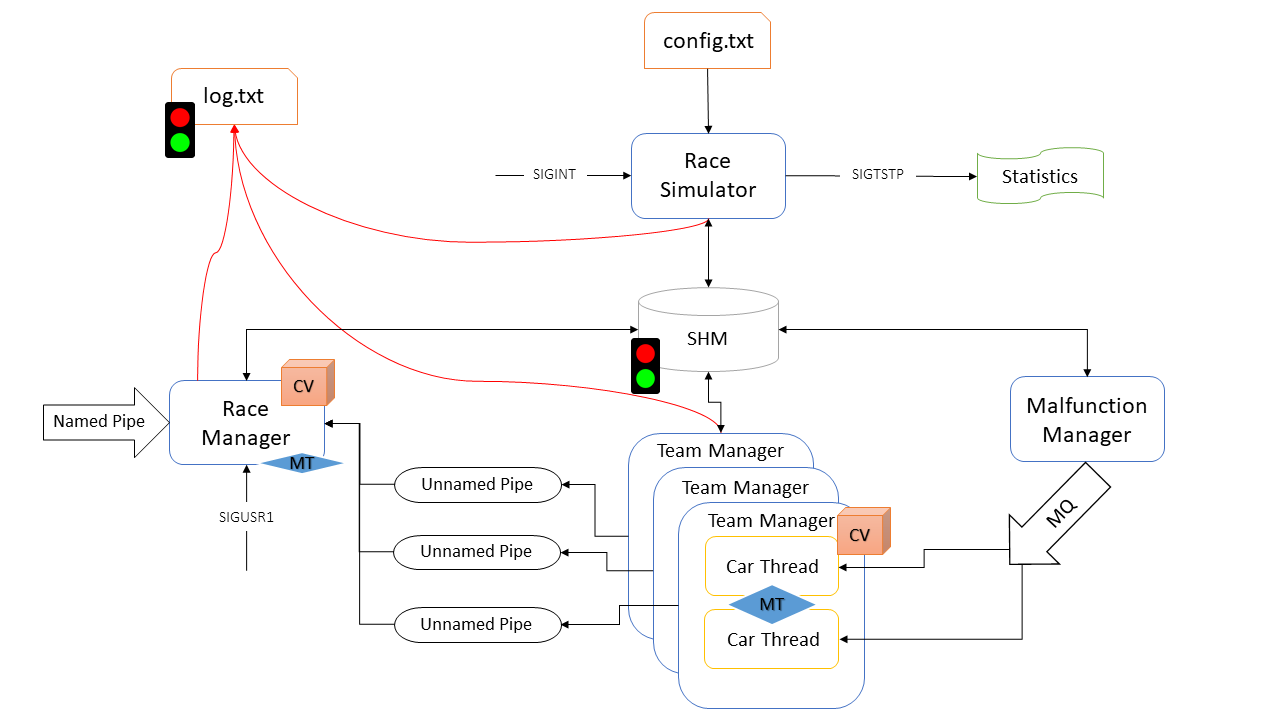 config.txt
log.txt
Race
Simulator
SIGINT
SIGTSTP
Statistics
SHM
CV
Race
Manager
Named Pipe
MT
SIGUSR1
Malfunction
Manager
MQ
Unnamed Pipe
Unnamed Pipe
Unnamed Pipe
Team Manager
Team Manager
Team Manager
CV
Car Thread
MT
Car Thread